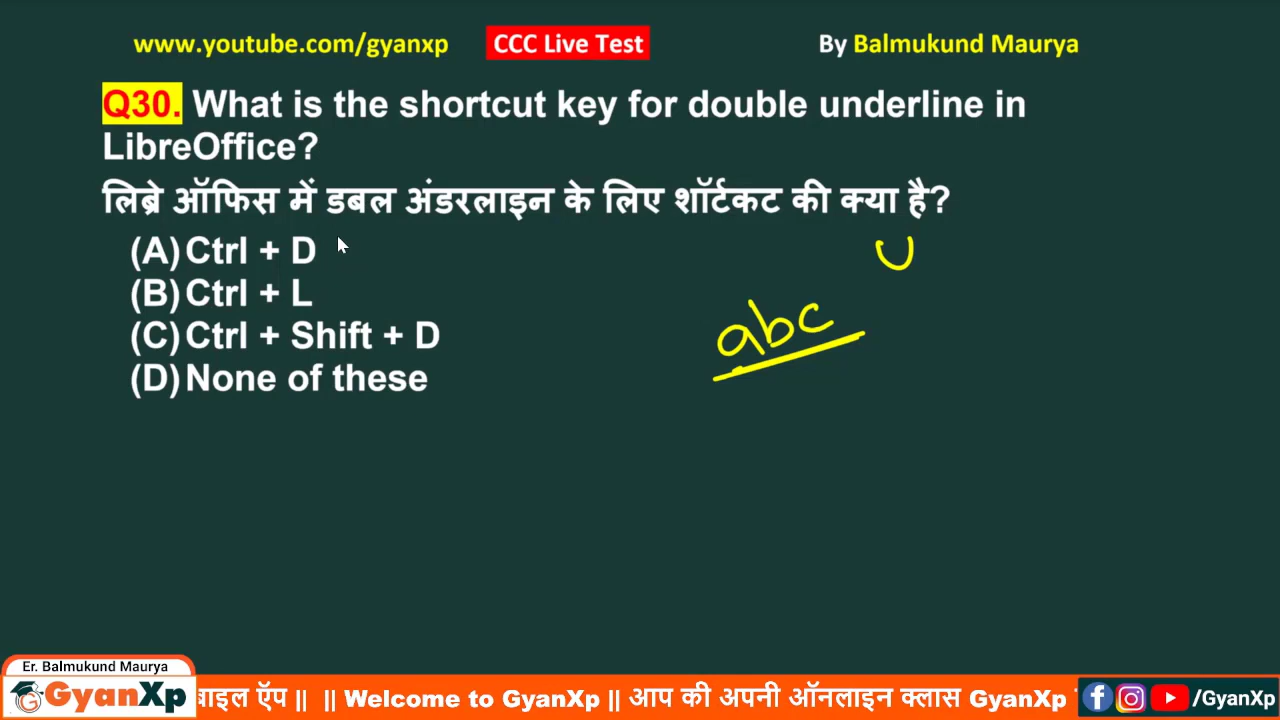 www.youtube.com/gyanxp CCC Live Test By Balmukund Maurya
Q30. What is the shortcut key for double underline in
LibreOffice?
लिब्रे ऑफिस में डबल अंडरलाइन के लिए शॉर्टकट की क्या है?
(A) Ctrl + D
(B) Ctrl + L
(C) Ctrl + Shift + D
(D) None of these
U
abc
Er. Balmukund Maurya
GyanXp
ऍप || || Welcome to GyanXp || आप की अपनी ऑनलाइन क्लास GyanXp /GyanXp